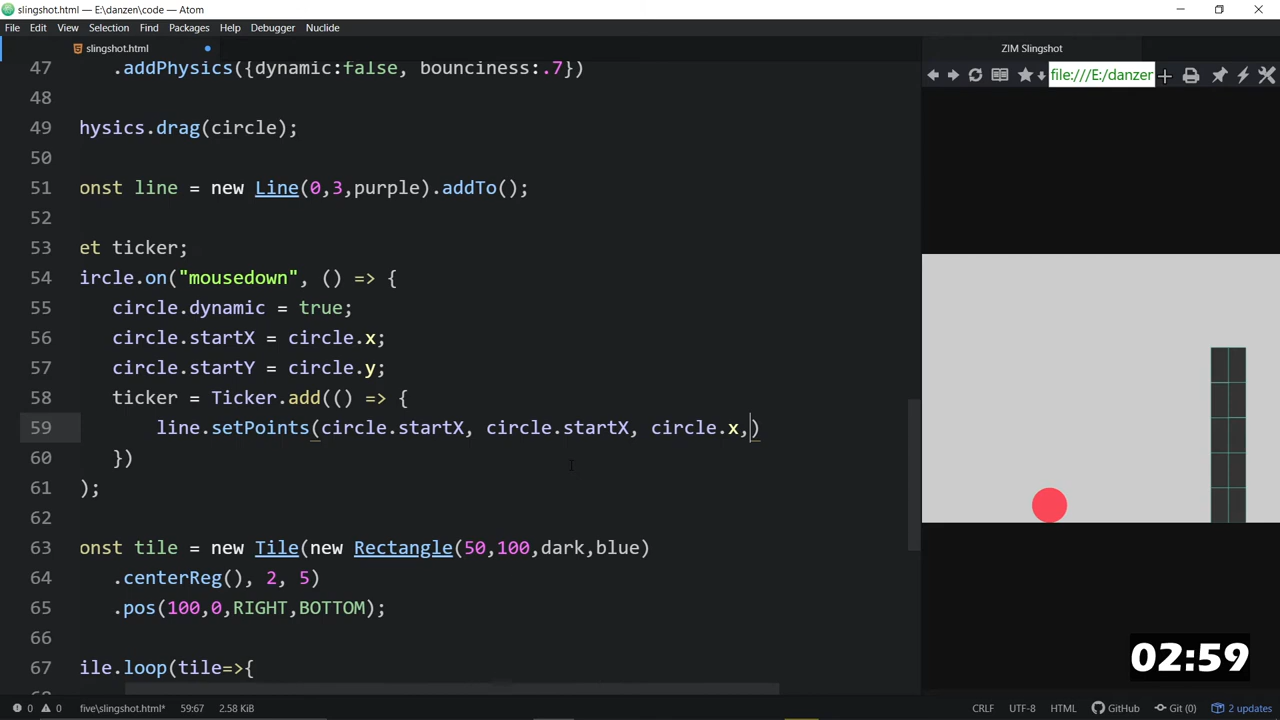 slingshot.html — E:\danzen\code — Atom
File Edit View Selection Find Packages Help Debugger Nuclide
slingshot.html
ZIM Slingshot
file:///E:/danzer
47 .addPhysics({dynamic:false, bounciness:.7})
48
49 hysics.drag(circle);
50
51 onst line = new Line(0,3,purple).addTo();
52
53 et ticker;
54 ircle.on("mousedown", () => {
55 circle.dynamic = true;
56 circle.startX = circle.x;
57 circle.startY = circle.y;
58 ticker = Ticker.add(() => {
59 line.setPoints(circle.startX, circle.startX, circle.x,)
60 })
61 );
62
63 onst tile = new Tile(new Rectangle(50,100,dark,blue)
64 .centerReg(), 2, 5)
65 .pos(100,0,RIGHT,BOTTOM);
66
67 ile.loop(tile=>{
02:59
0 0 five\slingshot.html* 59:67 2.58 KiB CRLF UTF-8 HTML GitHub Git (0) 2 updates